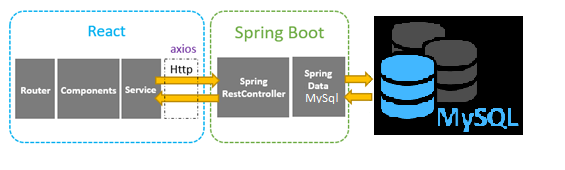 React
Spring Boot
axios
Http
Router
Components
Service
Spring
RestController
Spring
Data
MySql
MySQL